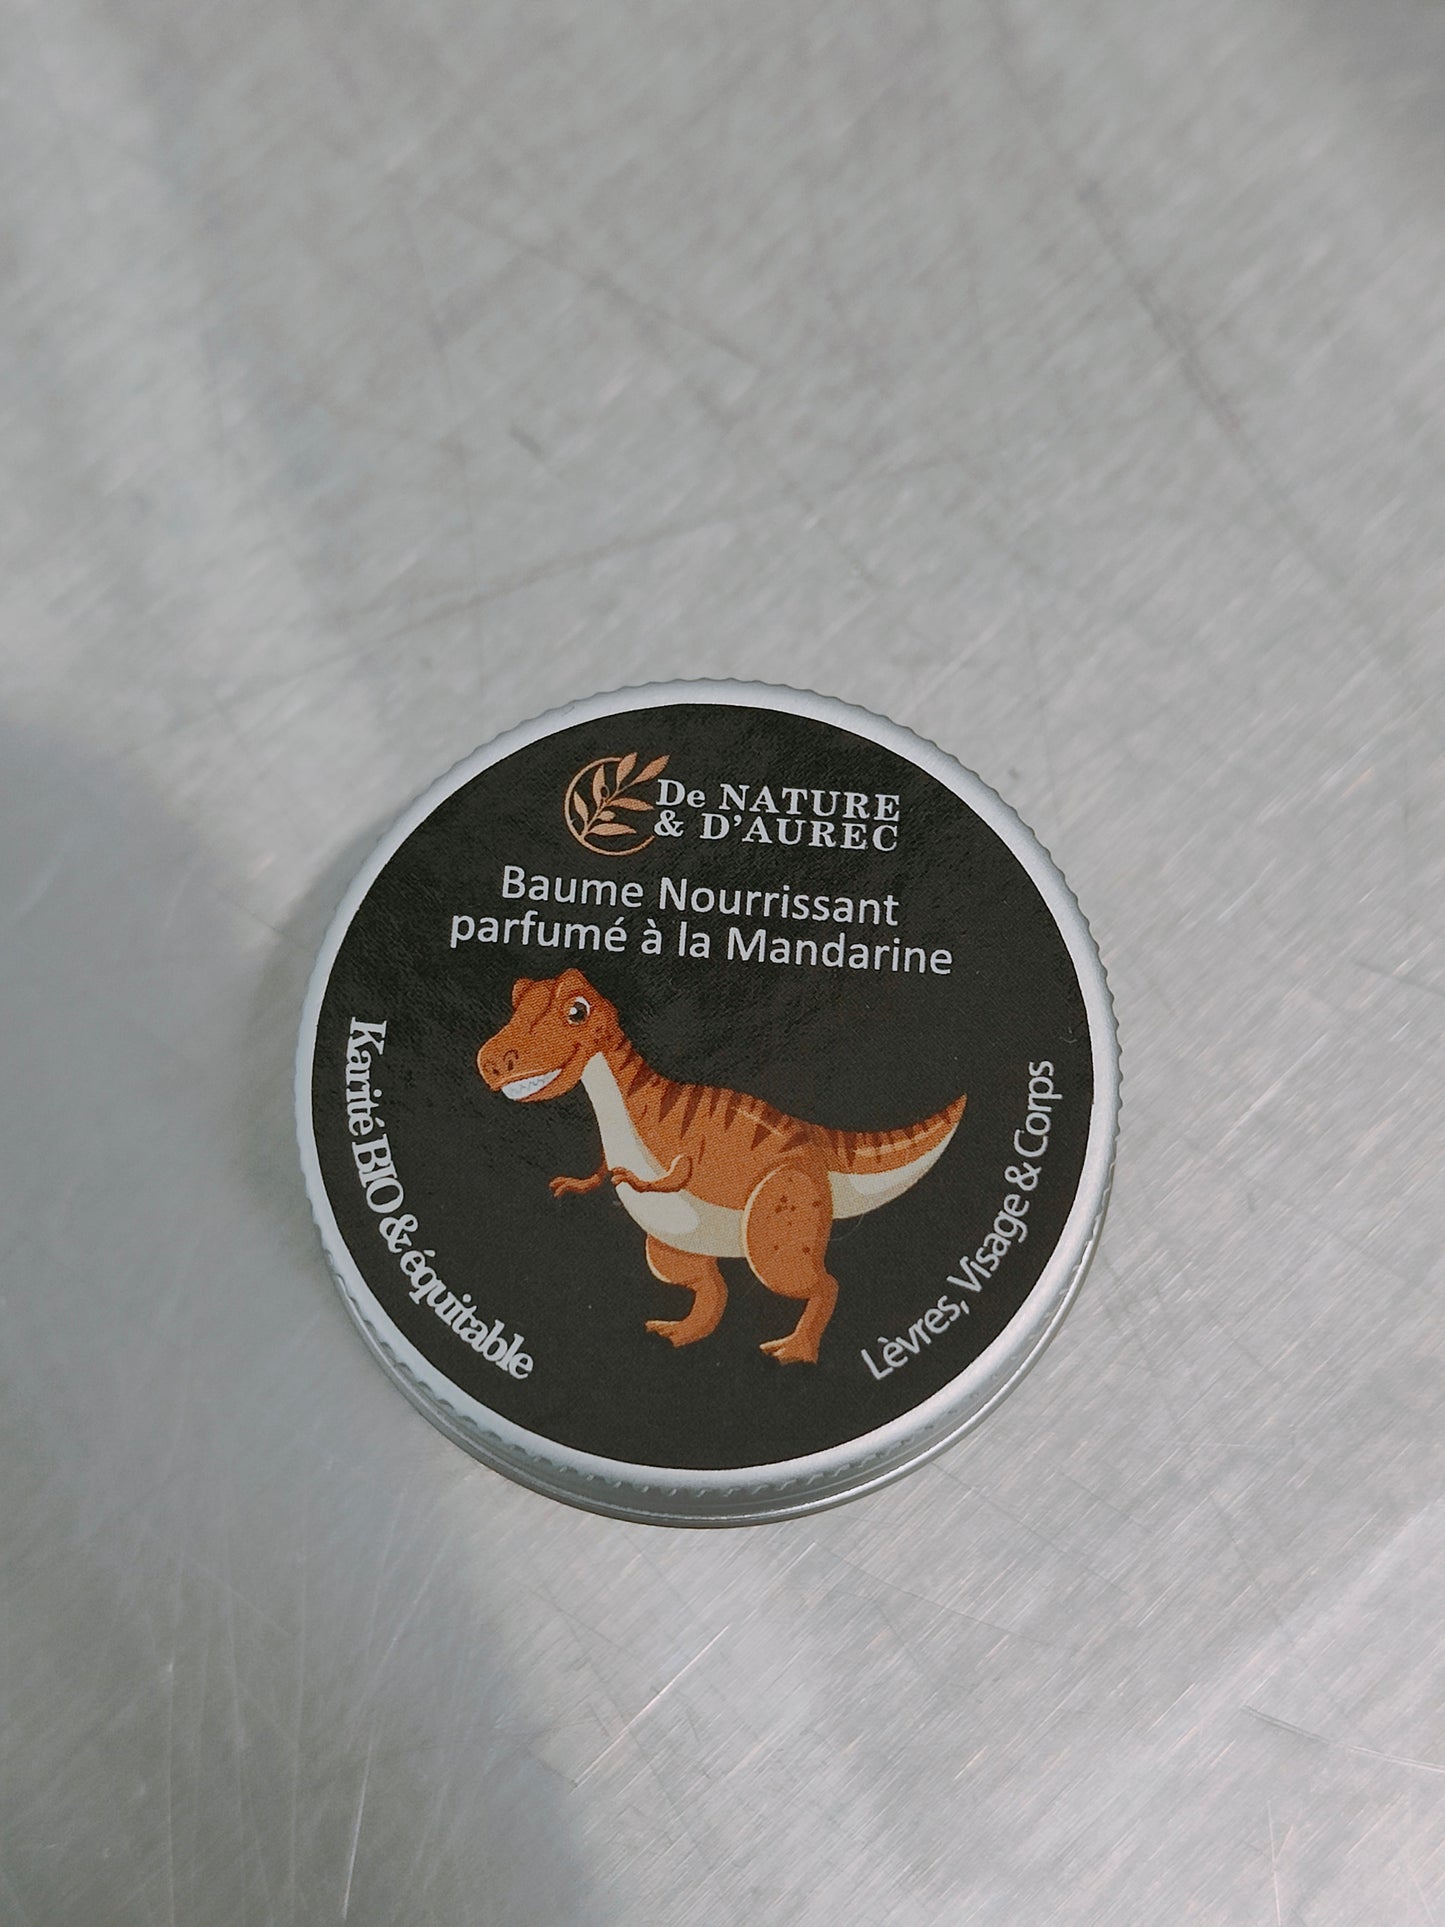 De NATURE
& D'AUREC
Baume Nourrissant
parfumé à la Mandarine
Karité BIO & équitable
Lèvres, Visage & Corps